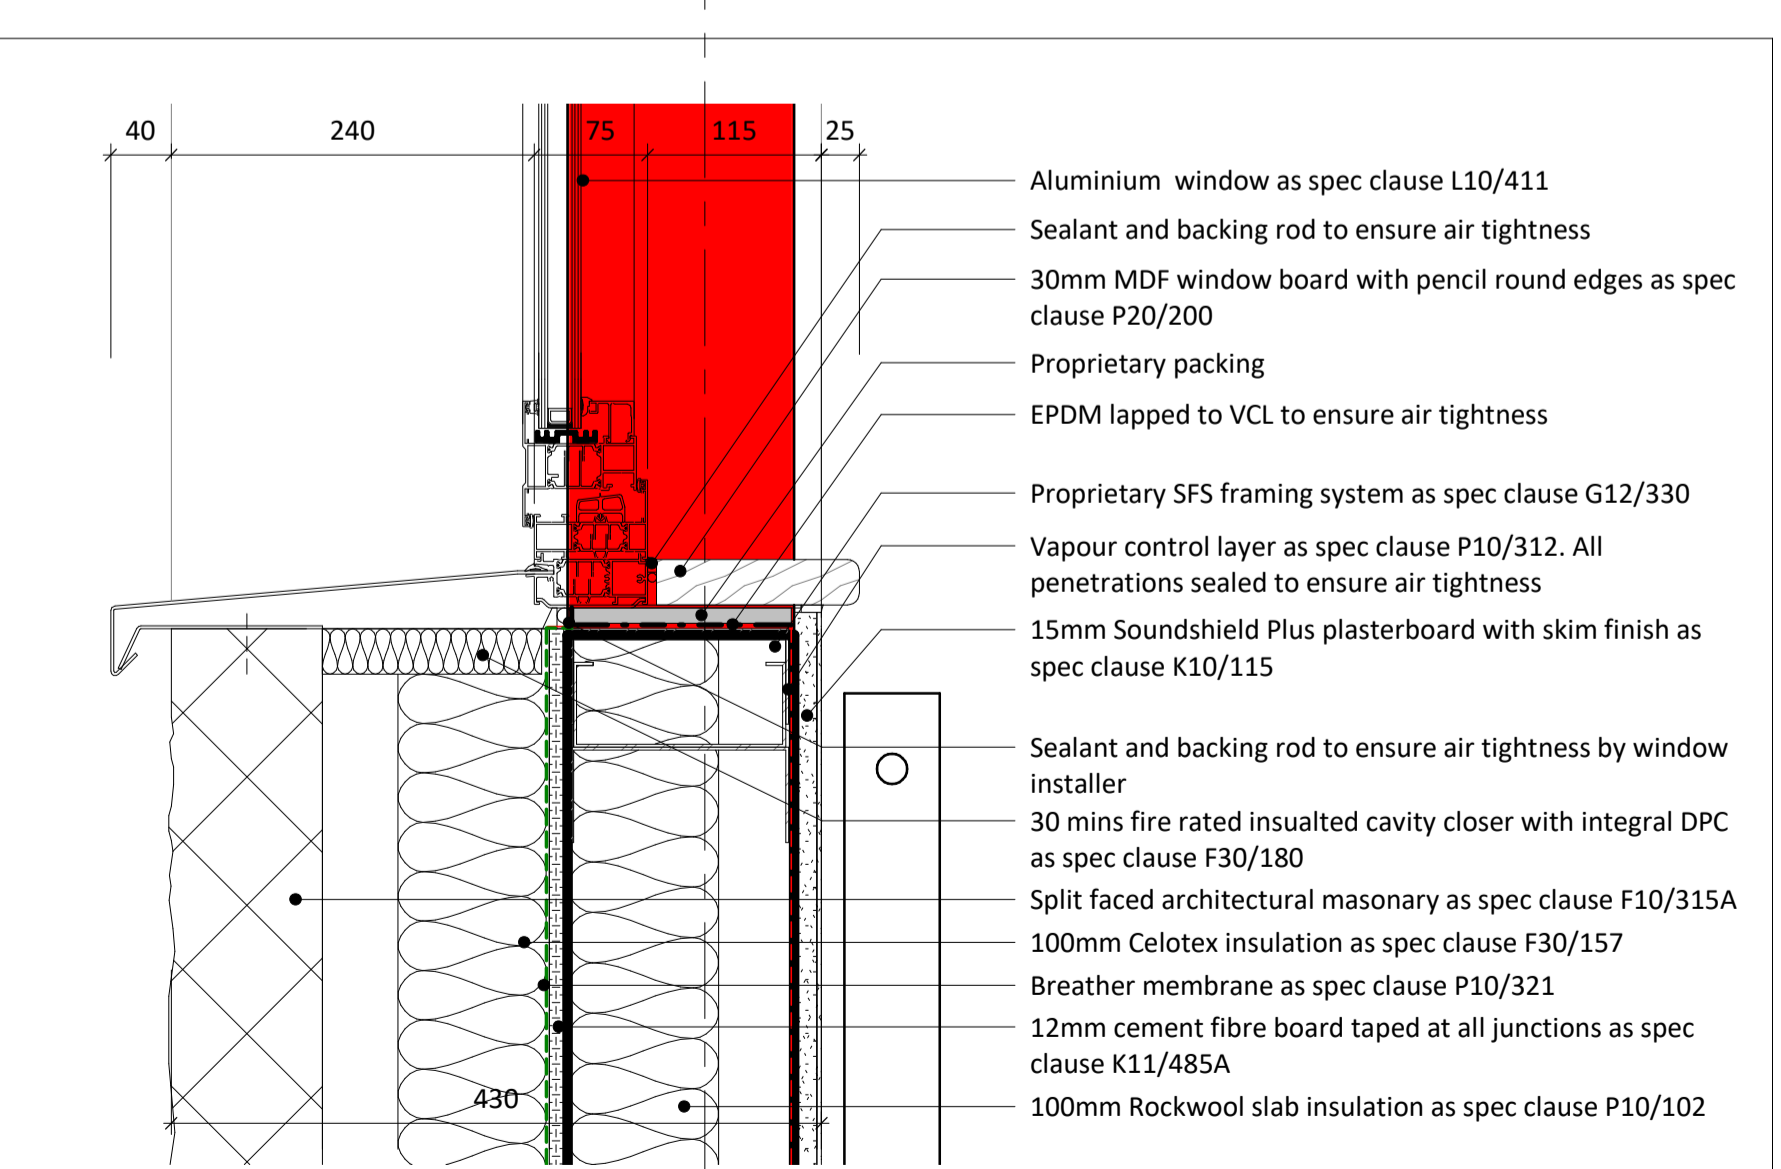 40 240 75 115 25
Aluminium window as spec clause L10/411
Sealant and backing rod to ensure air tightness
30mm MDF window board with pencil round edges as spec
clause P20/200
Proprietary packing
EPDM lapped to VCL to ensure air tightness
Proprietary SFS framing system as spec clause G12/330
Vapour control layer as spec clause P10/312. All
penetrations sealed to ensure air tightness
15mm Soundshield Plus plasterboard with skim finish as
spec clause K10/115
Sealant and backing rod to ensure air tightness by window
installer
30 mins fire rated insualted cavity closer with integral DPC
as spec clause F30/180
Split faced architectural masonary as spec clause F10/315A
100mm Celotex insulation as spec clause F30/157
Breather membrane as spec clause P10/321
12mm cement fibre board taped at all junctions as spec
clause K11/485A
430
100mm Rockwool slab insulation as spec clause P10/102